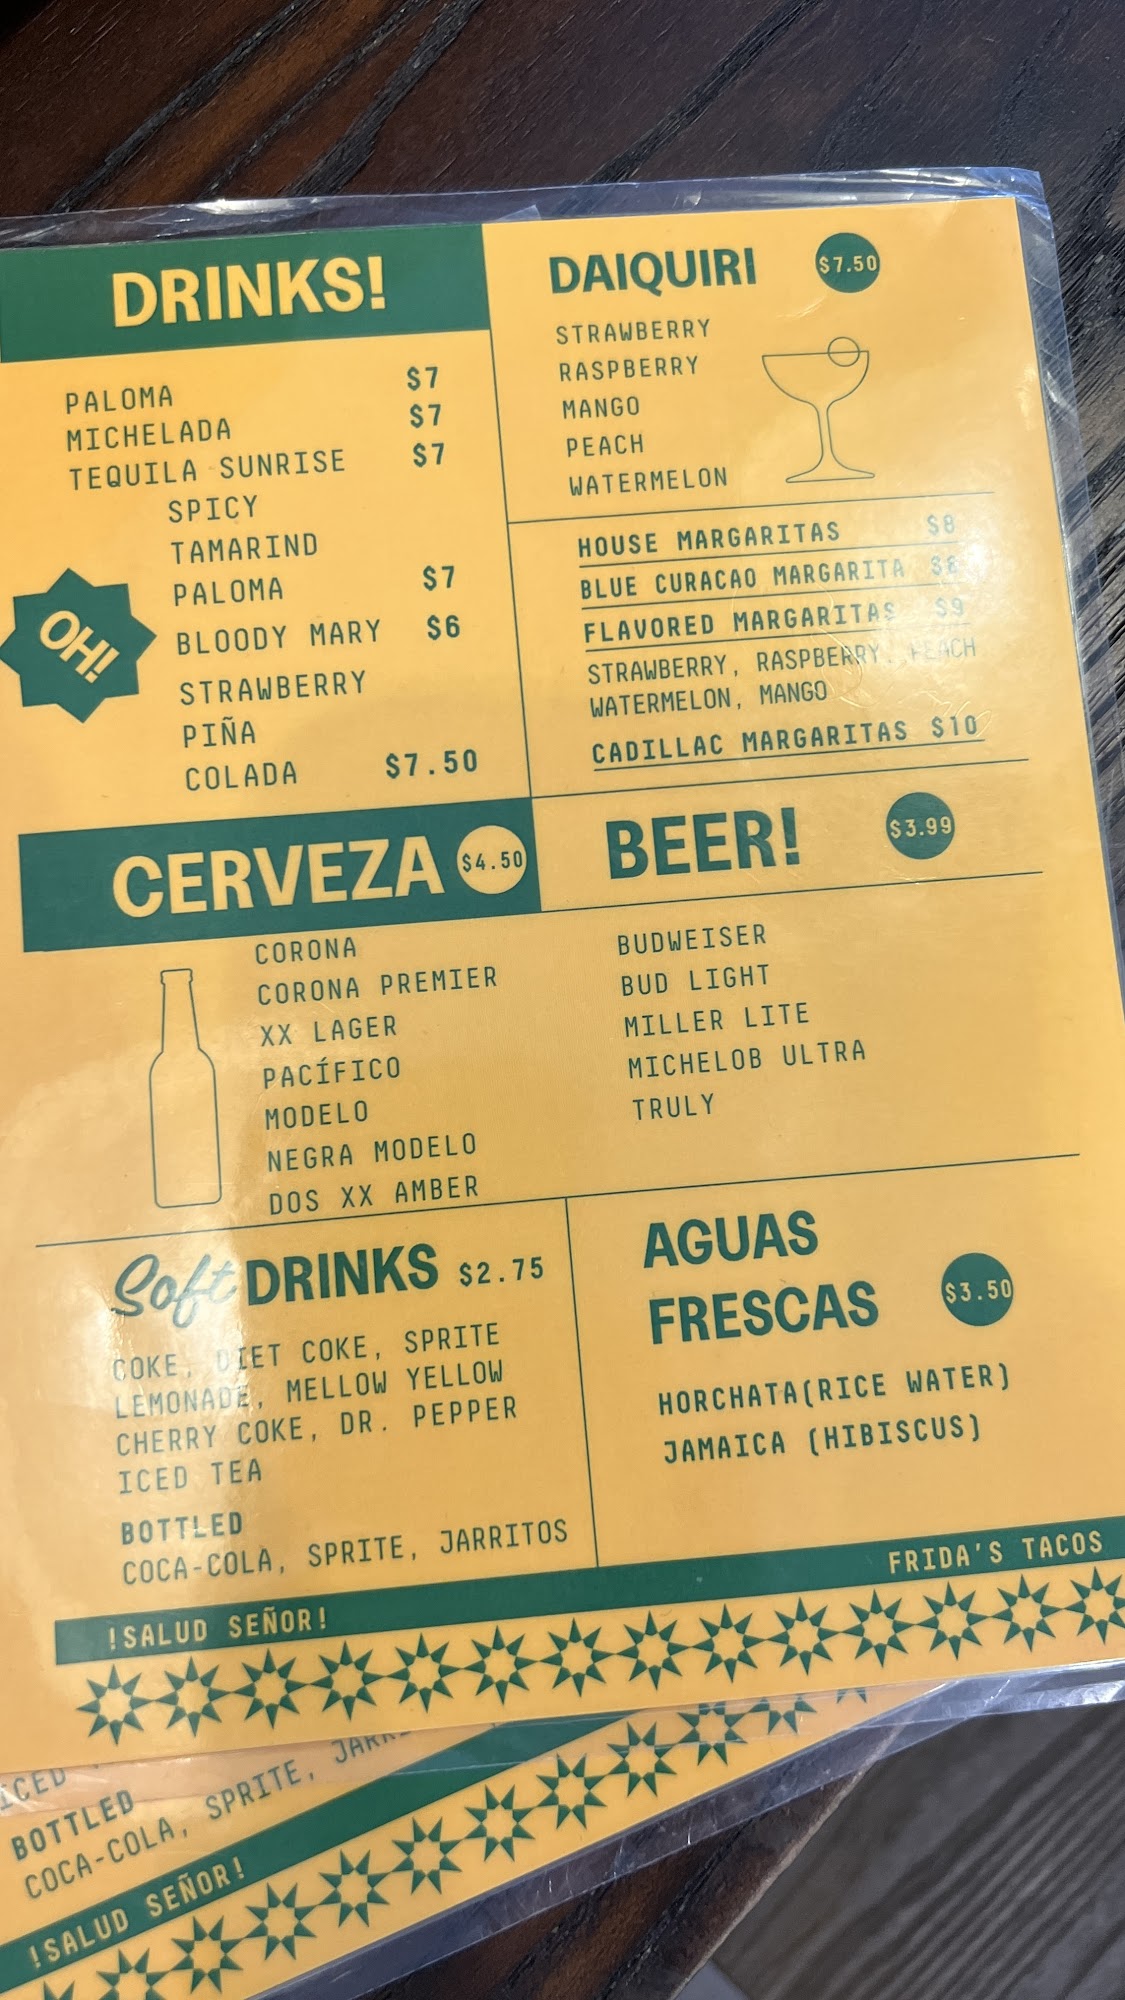 DRINKS!
PALOMA $7
MICHELADA $7
TEQUILA SUNRISE $7
SPICY
TAMARIND
PALOMA $7
OH!
BLOODY MARY $6
STRAWBERRY
PIÑA
COLADA $7.50
DAIQUIRI $7.50
STRAWBERRY
RASPBERRY
MANGO
PEACH
WATERMELON
HOUSE MARGARITAS $8
BLUE CURACAO MARGARITA $8
FLAVORED MARGARITAS $9
STRAWBERRY, RASPBERRY, PEACH
WATERMELON, MANGO
CADILLAC MARGARITAS $10
CERVEZA $4.50
CORONA
CORONA PREMIER
XX LAGER
PACÍFICO
MODELO
NEGRA MODELO
DOS XX AMBER
BEER! $3.99
BUDWEISER
BUD LIGHT
MILLER LITE
MICHELOB ULTRA
TRULY
Soft DRINKS $2.75
COKE, DIET COKE, SPRITE
LEMONADE, MELLOW YELLOW
CHERRY COKE, DR. PEPPER
ICED TEA
BOTTLED
COCA-COLA, SPRITE, JARRITOS
AGUAS
FRESCAS $3.50
HORCHATA(RICE WATER)
JAMAICA (HIBISCUS)
!SALUD SEÑOR! FRIDA'S TACOS
ICED
BOTTLED
COCA-COLA, SPRITE,
!SALUD SEÑOR!